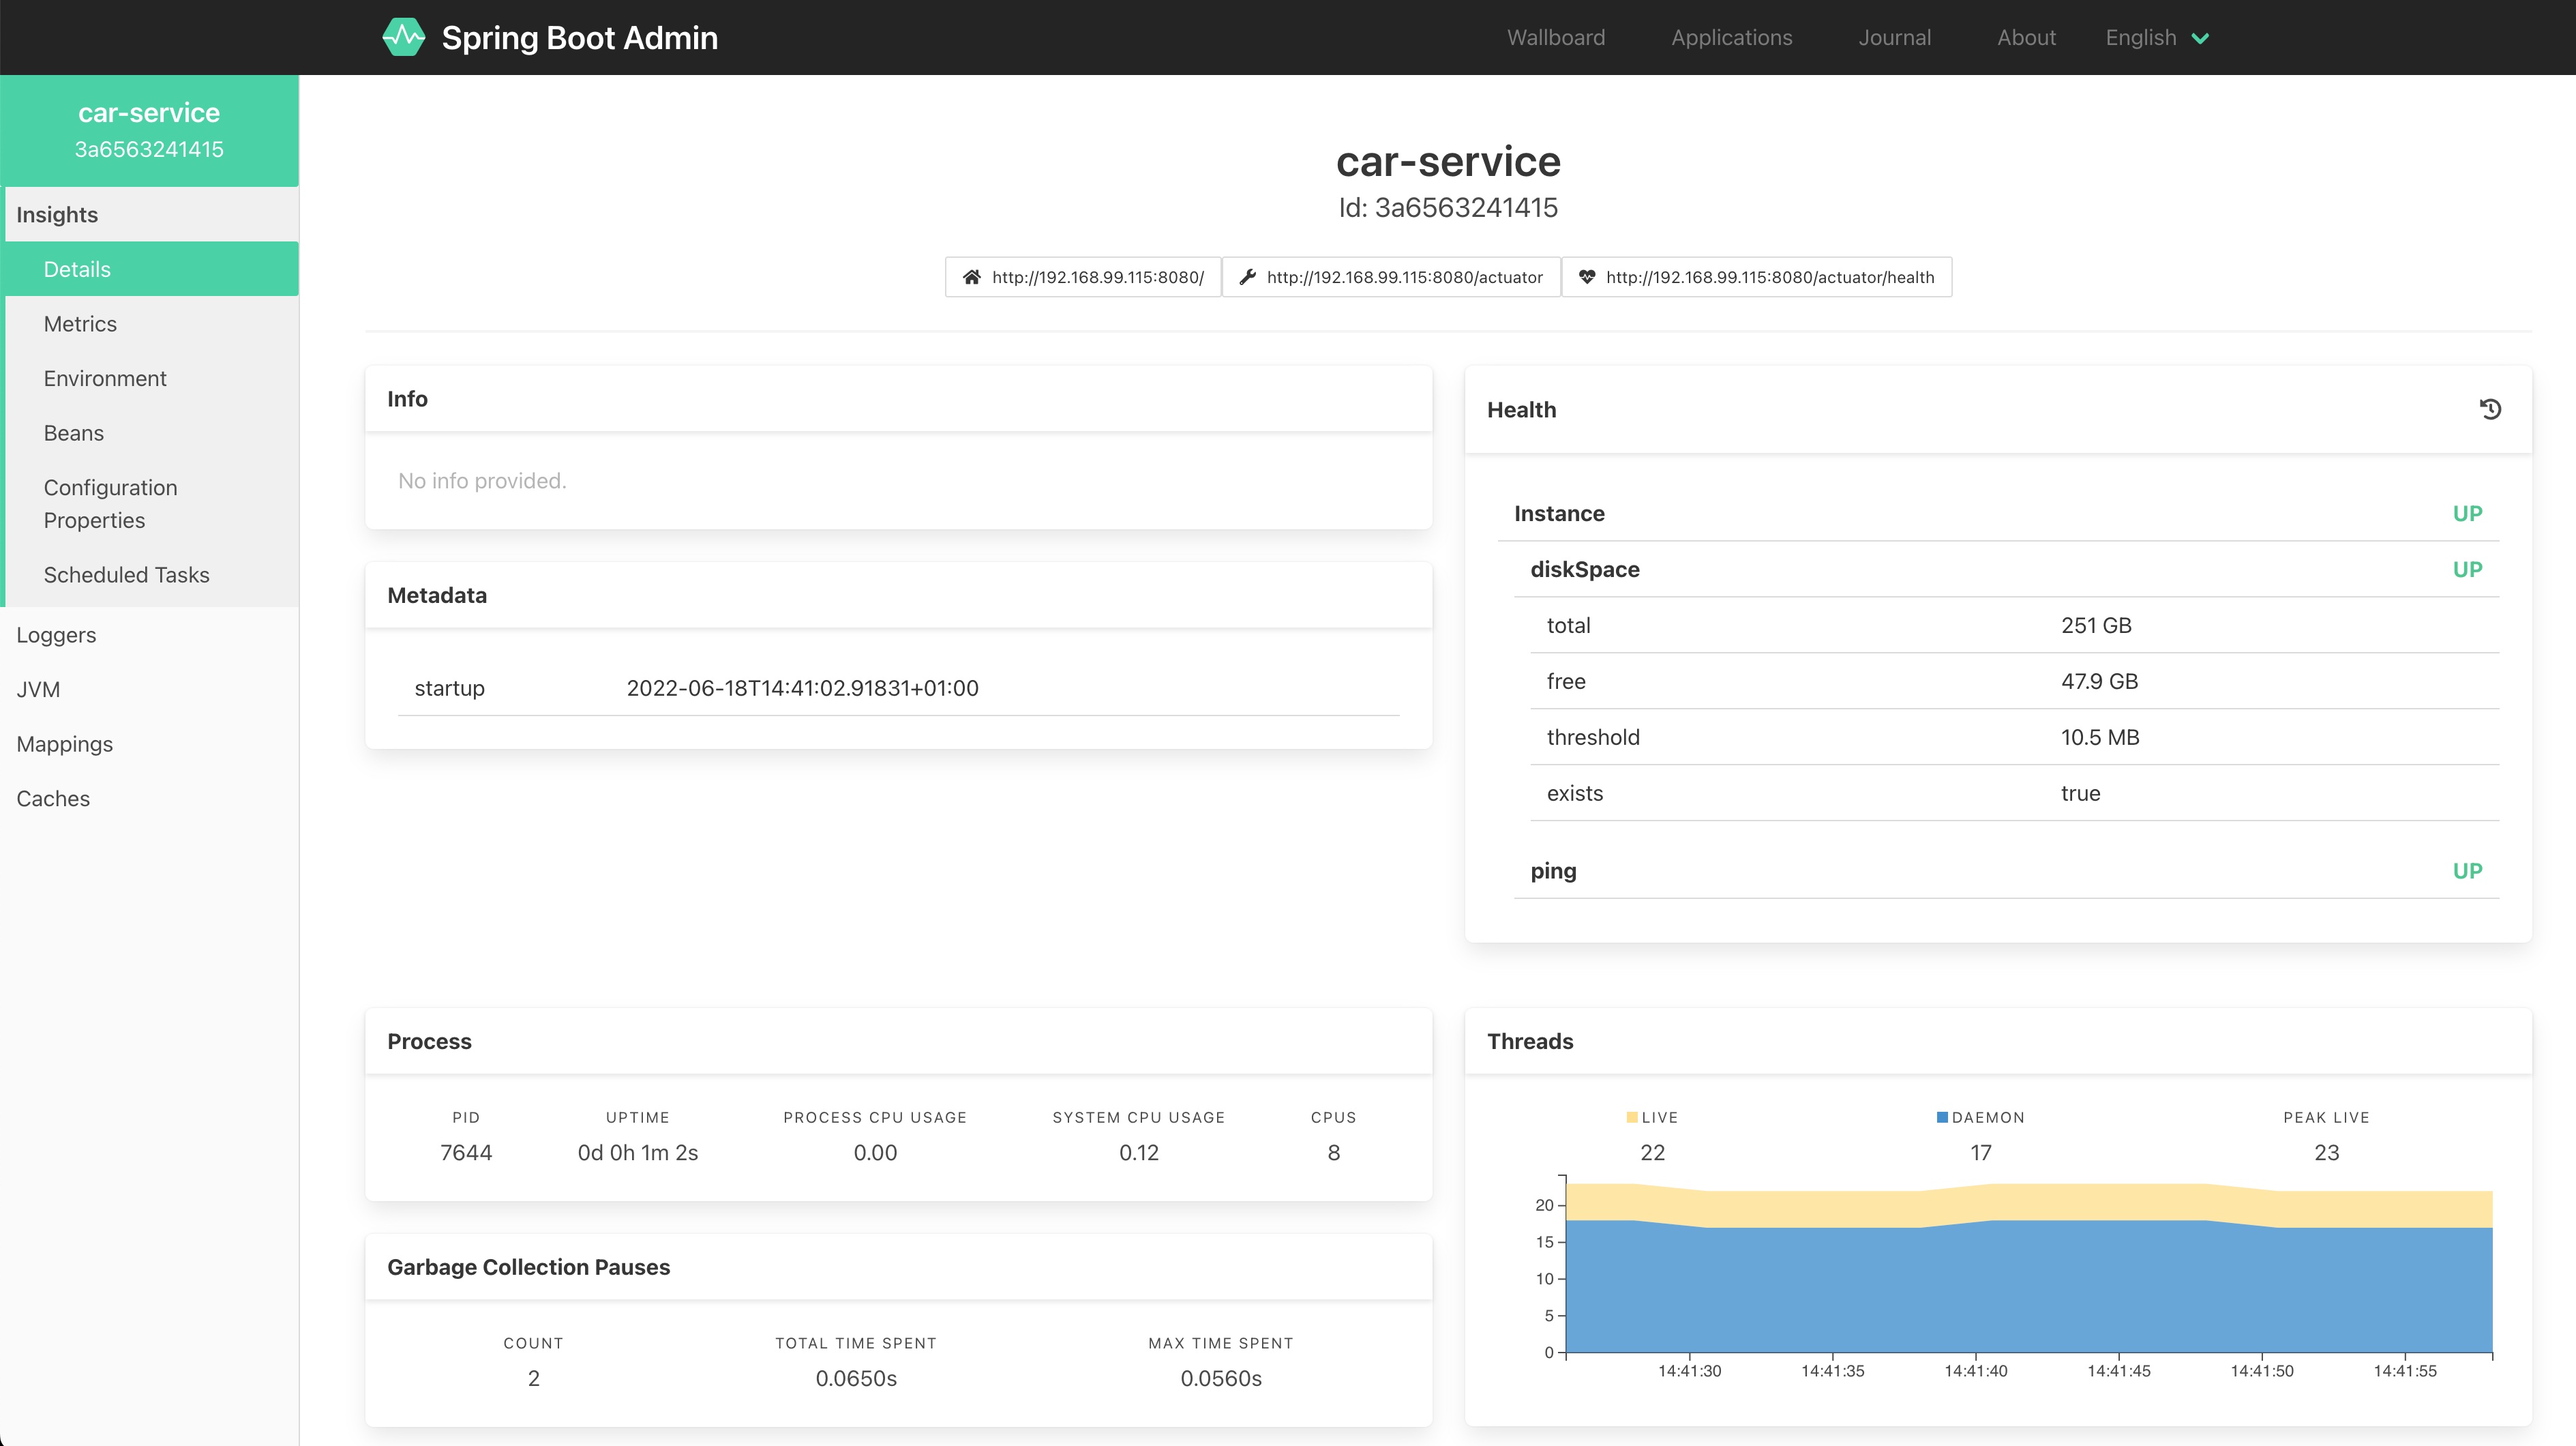 Spring Boot Admin
Wallboard Applications Journal About English
car-service
3a6563241415
Insights
Details
Metrics
Environment
Beans
Configuration
Properties
Scheduled Tasks
Loggers
JVM
Mappings
Caches
car-service
Id: 3a6563241415
http://192.168.99.115:8080/ http://192.168.99.115:8080/actuator http://192.168.99.115:8080/actuator/health
Info
No info provided.
Metadata
startup 2022-06-18T14:41:02.91831+01:00
Health
Instance UP
diskSpace UP
total 251 GB
free 47.9 GB
threshold 10.5 MB
exists true
ping UP
Process
PID UPTIME PROCESS CPU USAGE SYSTEM CPU USAGE CPUS
7644 0d 0h 1m 2s 0.00 0.12 8
Garbage Collection Pauses
COUNT TOTAL TIME SPENT MAX TIME SPENT
2 0.0650s 0.0560s
Threads
LIVE DAEMON PEAK LIVE
22 17 23
20
15
10
5
0
14:41:30 14:41:35 14:41:40 14:41:45 14:41:50 14:41:55